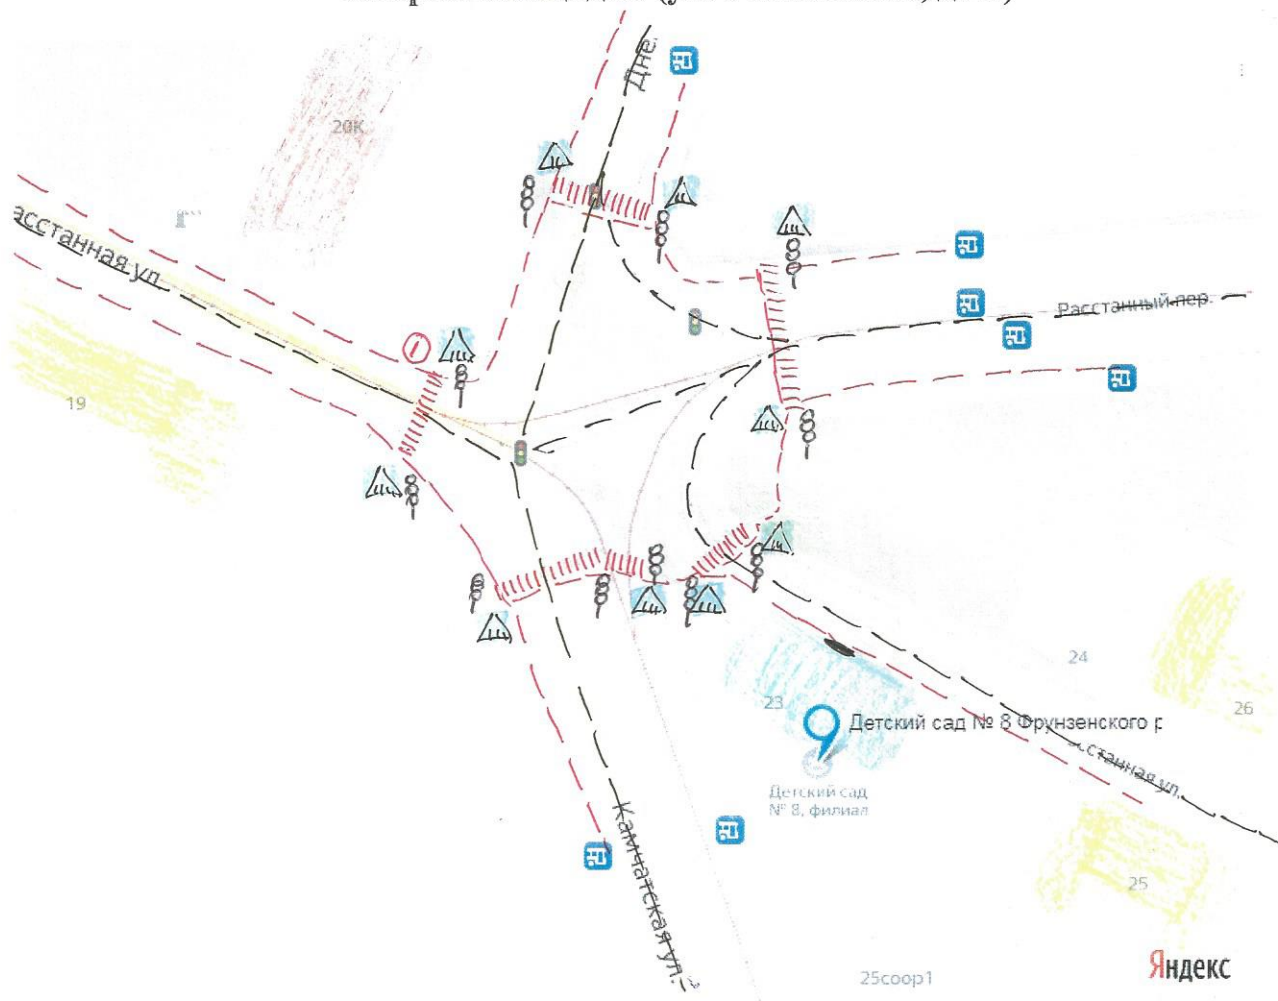 Дне
20К
асстанная ул.
Расстанный пер.
19
24
23
26
Детский сад № 8 Фрунзенского р
станная ул.
Детский сад
№ 8, филиал
Камчатская ул.
25
25соор1
Яндекс